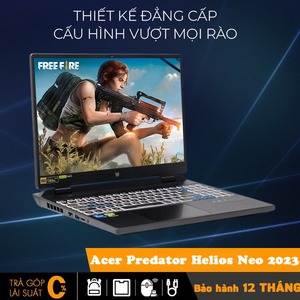 THIẾT KẾ ĐẲNG CẤP
CẤU HÌNH VƯỢT MỌI RÀO
FREE FIRE
Acer Predator Helios Neo 2023
TRẢ GÓP
LÃI SUẤT
0%
Bảo hành 12 THÁNG